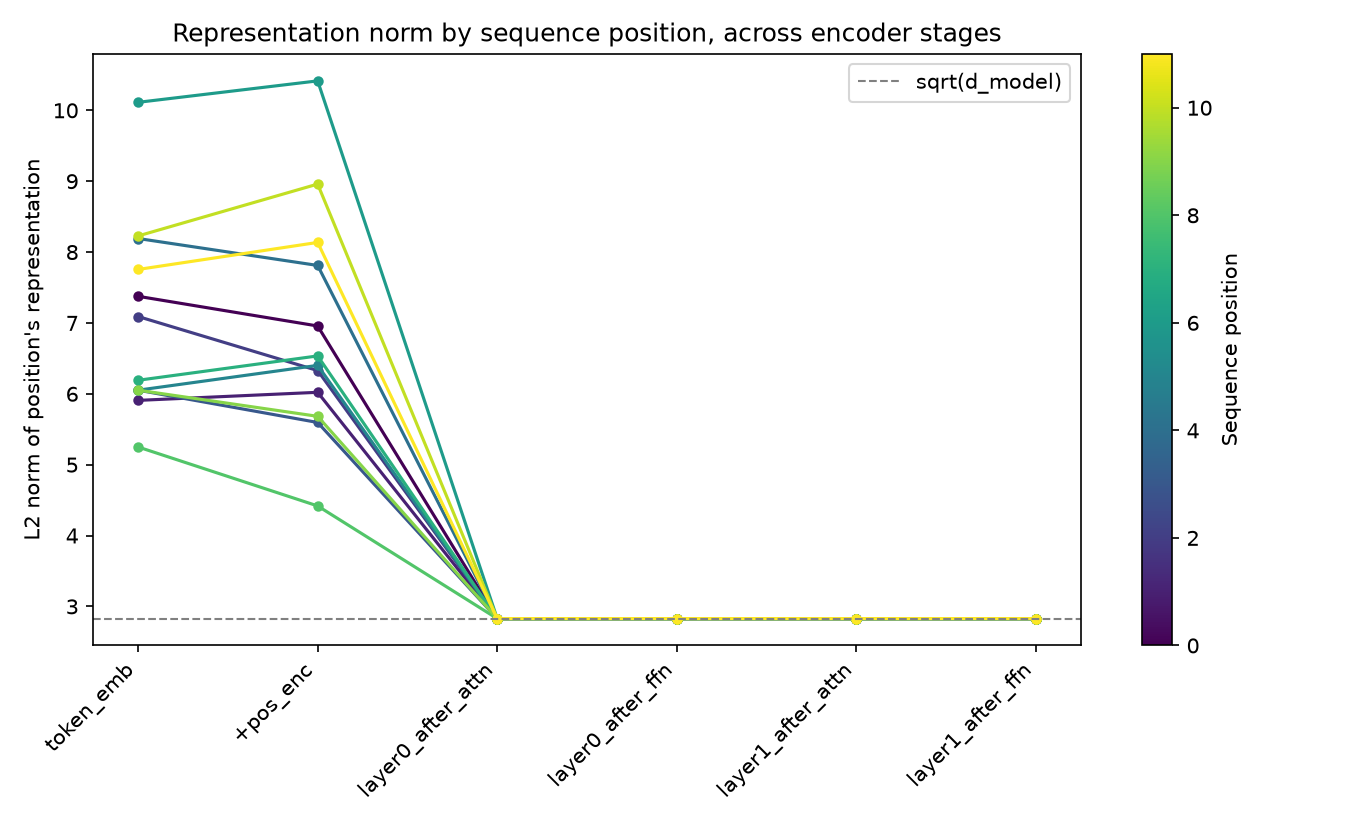 Representation norm by sequence position, across encoder stages
sqrt(d_model)
L2 norm of position's representation
10
9
8
7
6
5
4
3
token_emb
+pos_enc
layer0_after_attn
layer0_after_ffn
layer1_after_attn
layer1_after_ffn
10
8
6
4
2
0
Sequence position